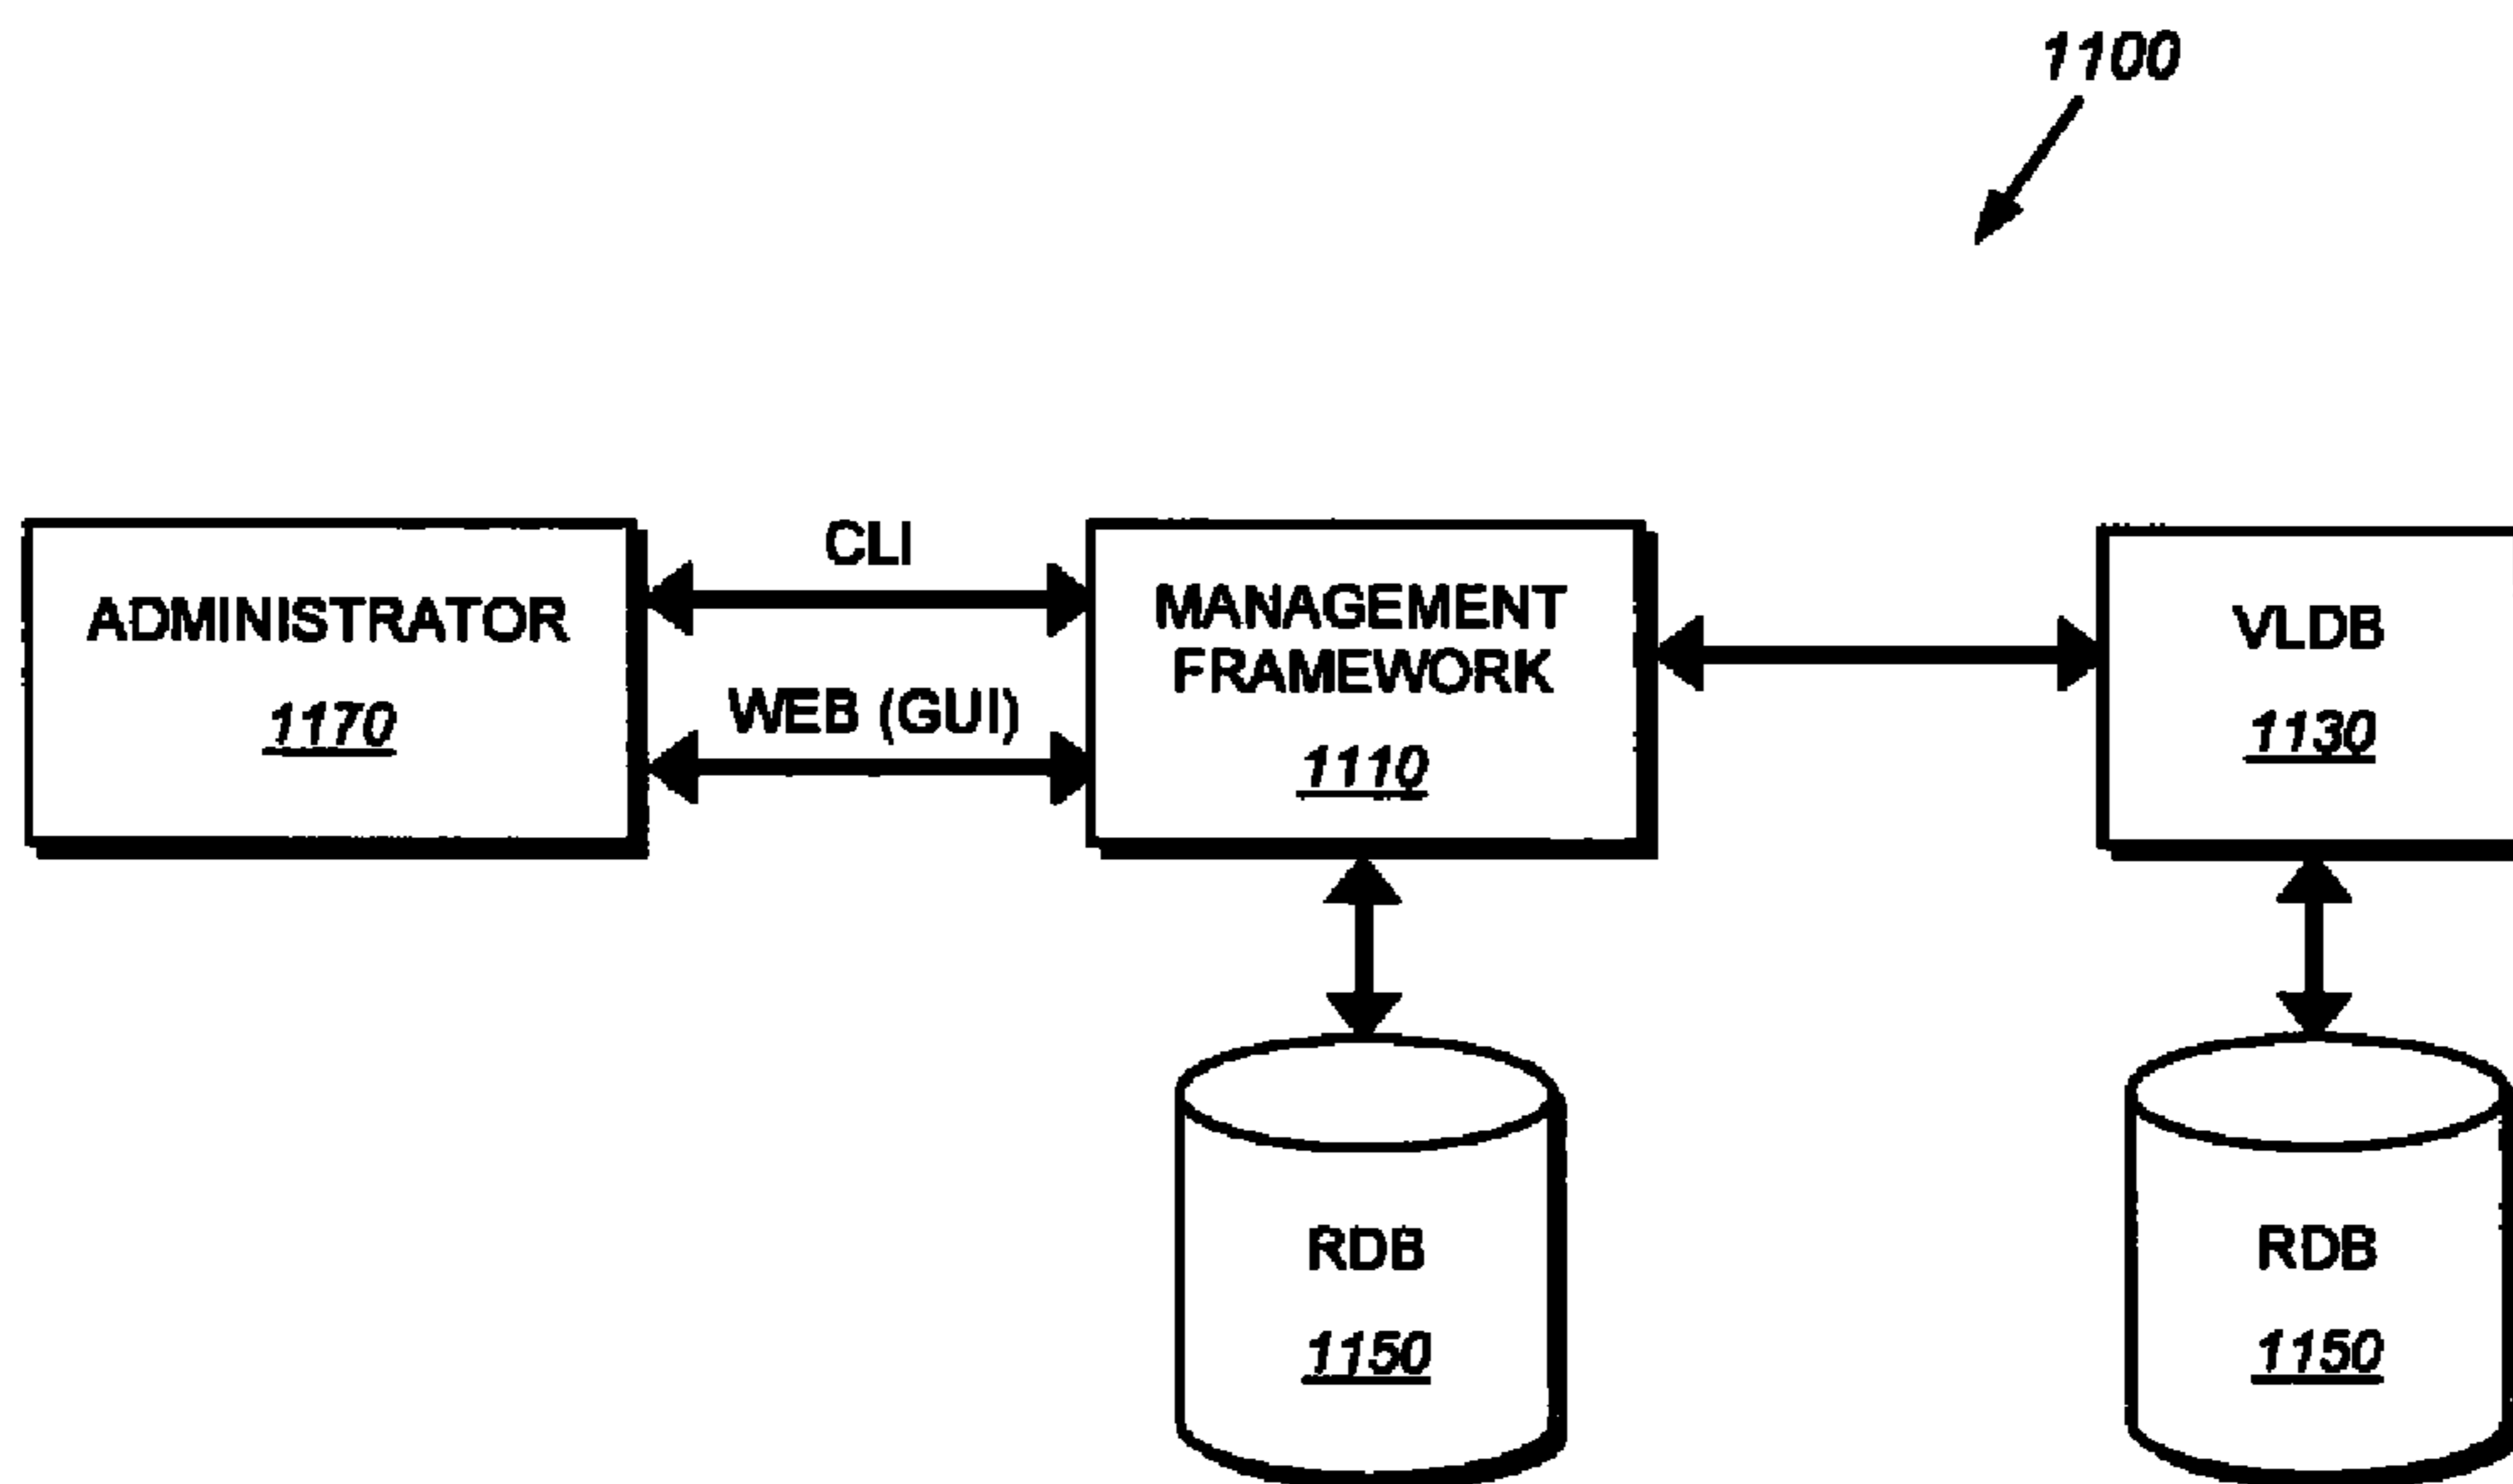 1100
CLI
ADMINISTRATOR
1170
WEB (GUI)
MANAGEMENT
FRAMEWORK
1110
VLDB
1130
RDB
1150
RDB
1150